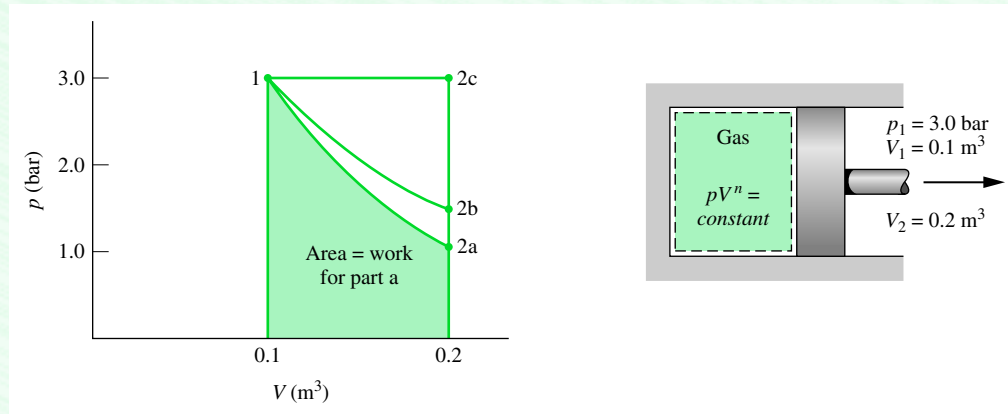 p (bar)
3.0
2.0
1.0
1
2c
2b
2a
Area = work
for part a
0.1
0.2
V (m³)
Gas
pVⁿ =
constant
p₁ = 3.0 bar
V₁ = 0.1 m³
V₂ = 0.2 m³